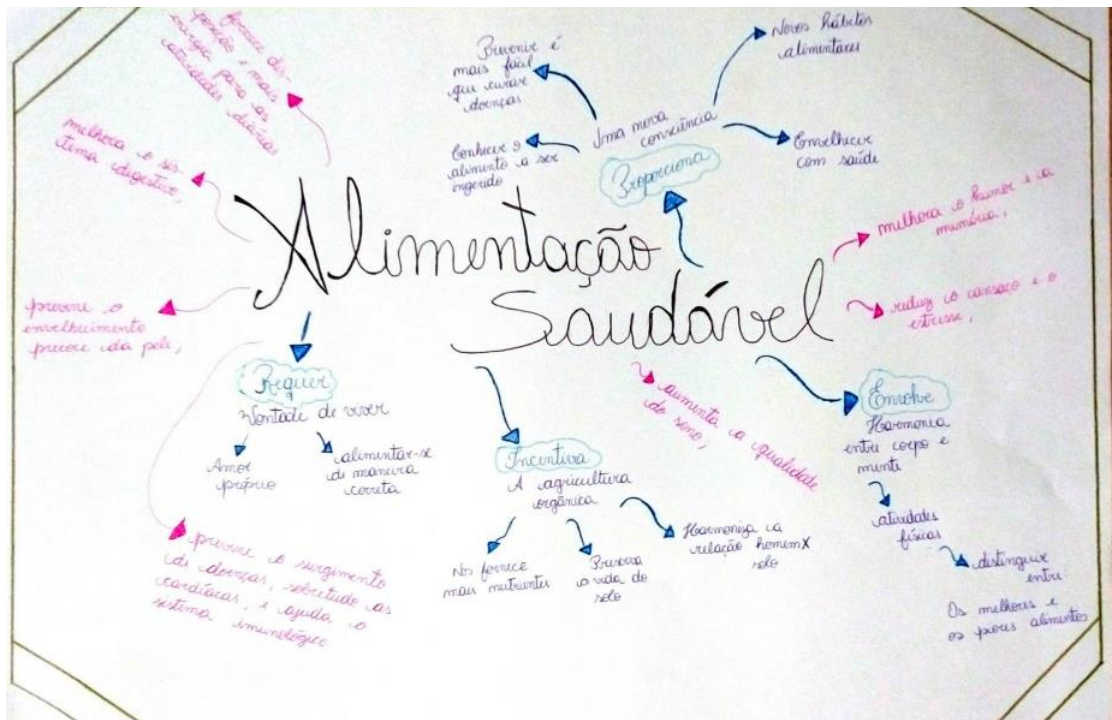 fornece dis-
posição e mais
energia para as
atividades diárias
melhora o sis-
tema digestivo,
previne o
envelhecimento
precoce da pele,
Previnir é
mais fácil
que curar
doenças
Conhecer o
alimento a ser
ingerido
Uma nova
consciência
Proporciona
Novos hábitos
alimentares
Envelhecer
com saúde
Alimentação
Saudável
melhora o humor e a
memória,
reduz o cansaço e o
estresse,
aumenta a qualidade
do sono,
Requer
Vontade de viver
Amor
próprio
alimentar-se
de maneira
correta
previne o surgimento
de doenças, sobretudo as
cardíacas, e ajuda o
sistema imunológico
Incentiva
A agricultura
orgânica
Nos fornece
mais nutrientes
Preserva
a vida do
solo
Harmoniza a
relação homem X
solo
Envolve
Harmonia
entre corpo e
mente
atividades
físicas
distinguir
entre
Os melhores e
os piores alimentos